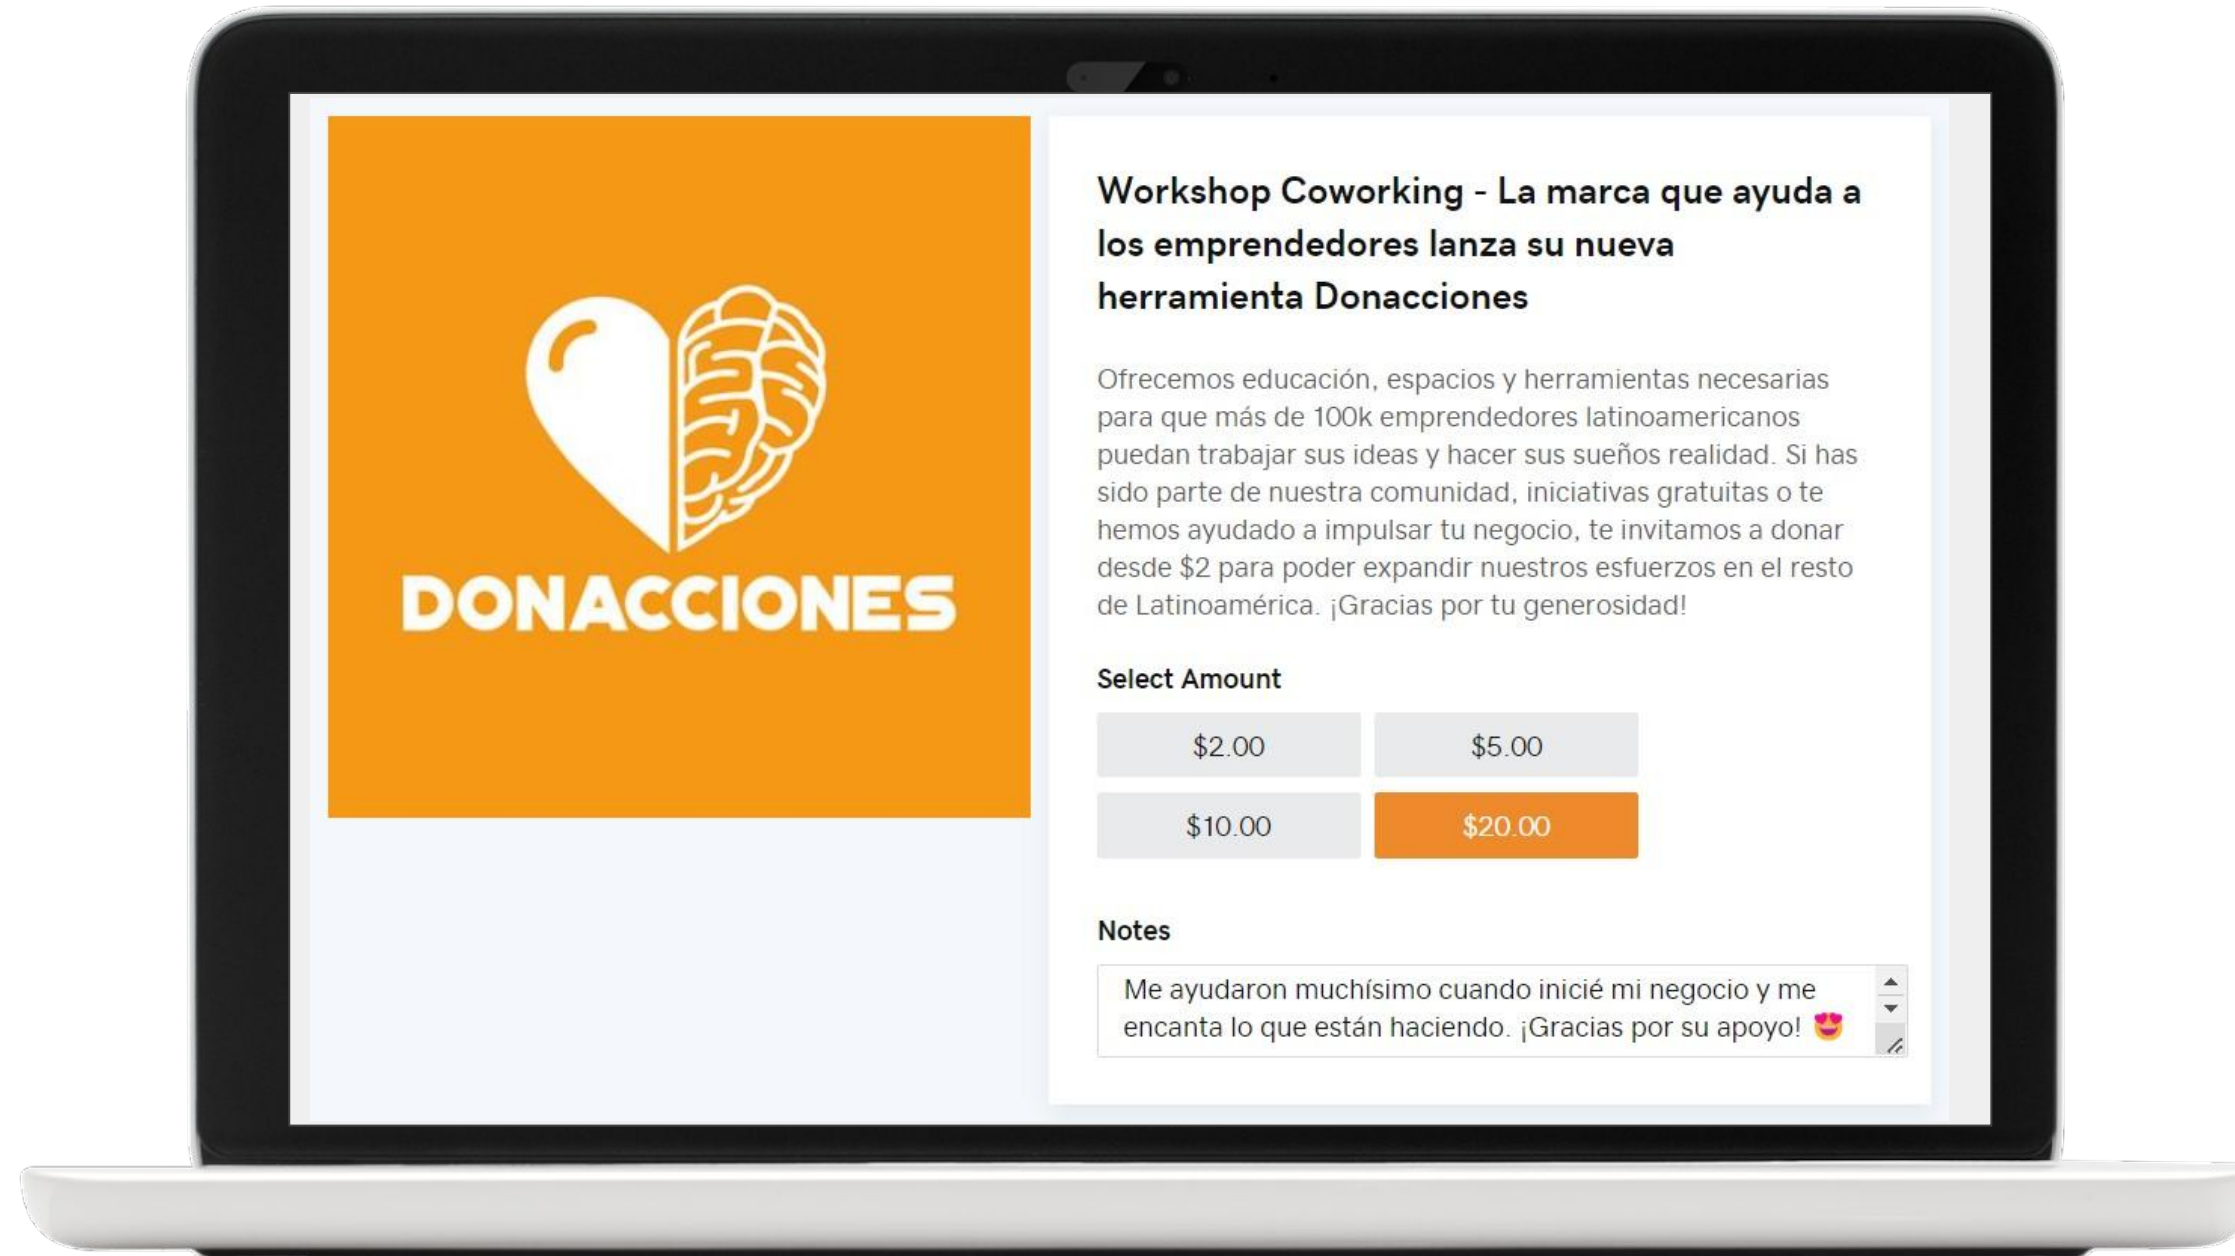 DONACCIONES
Workshop Coworking - La marca que ayuda a
los emprendedores lanza su nueva
herramienta Donacciones
Ofrecemos educación, espacios y herramientas necesarias
para que más de 100k emprendedores latinoamericanos
puedan trabajar sus ideas y hacer sus sueños realidad. Si has
sido parte de nuestra comunidad, iniciativas gratuitas o te
hemos ayudado a impulsar tu negocio, te invitamos a donar
desde $2 para poder expandir nuestros esfuerzos en el resto
de Latinoamérica. ¡Gracias por tu generosidad!
Select Amount
$2.00 $5.00
$10.00 $20.00
Notes
Me ayudaron muchísimo cuando inicié mi negocio y me
encanta lo que están haciendo. ¡Gracias por su apoyo! 😍